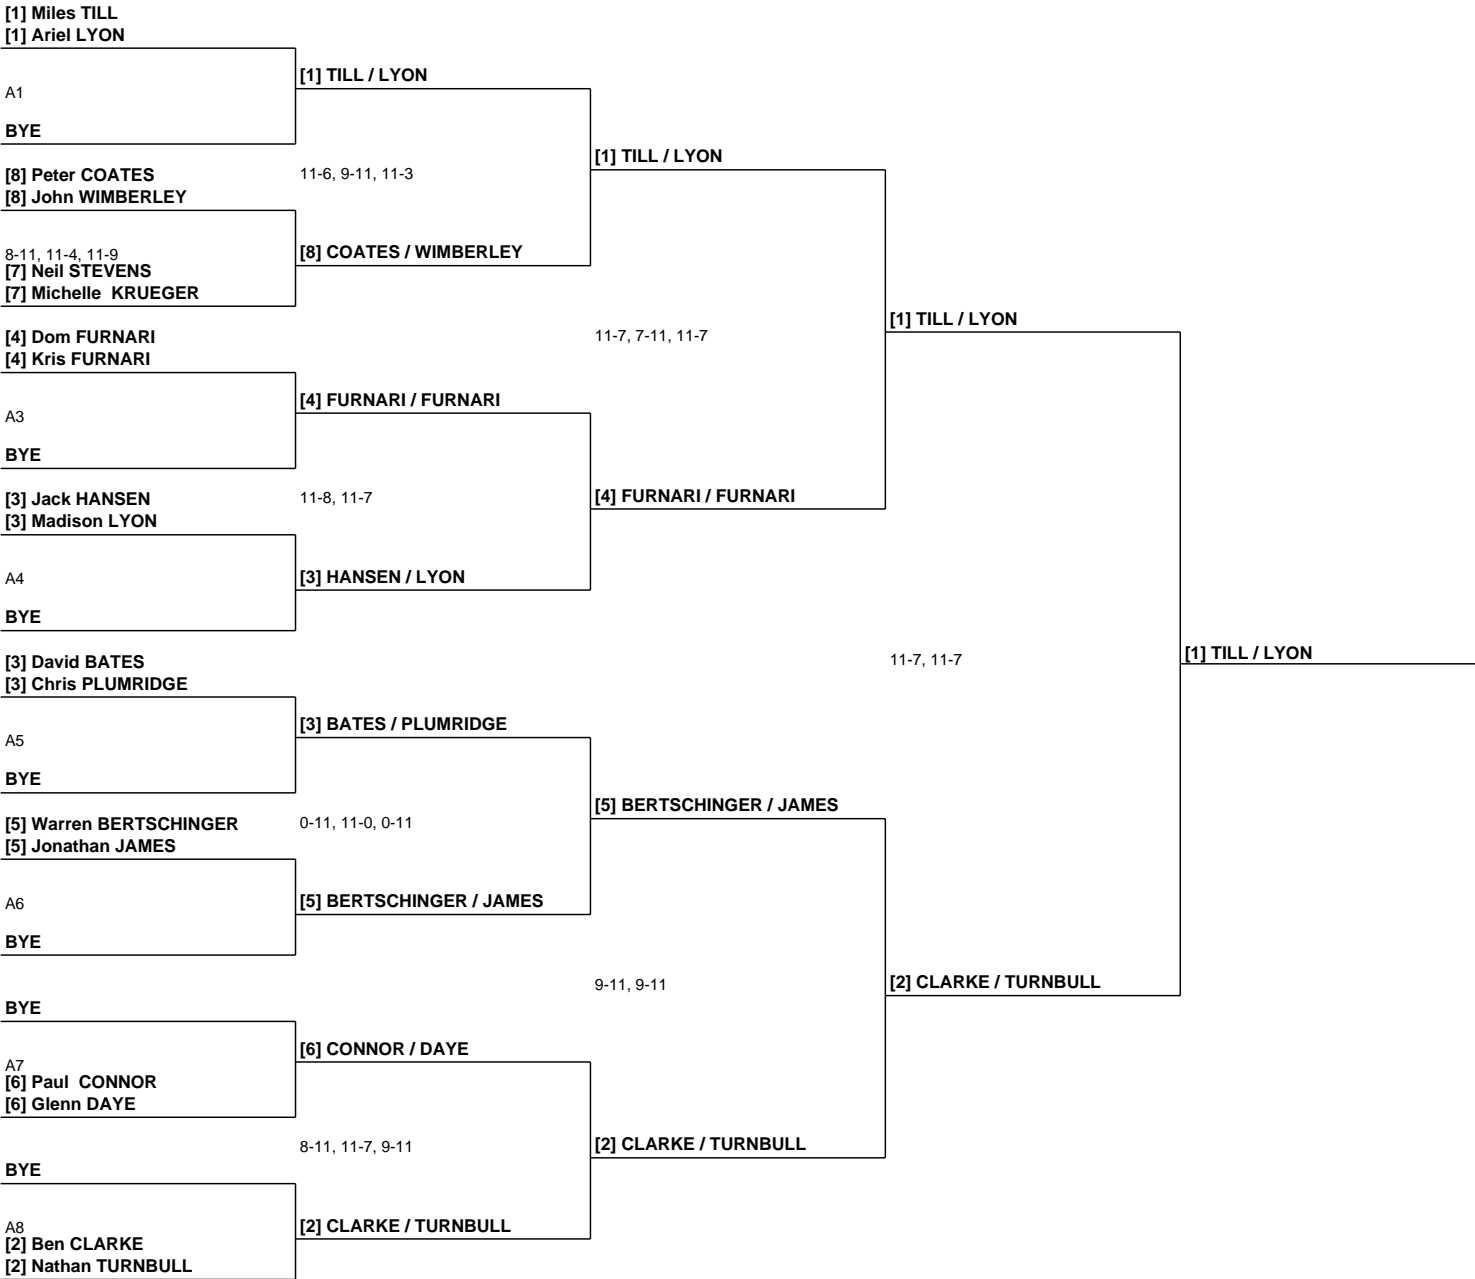 [1] Miles TILL
[1] Ariel LYON
[1] TILL / LYON
A1
BYE
[1] TILL / LYON
[8] Peter COATES
11-6, 9-11, 11-3
[8] John WIMBERLEY
8-11, 11-4, 11-9
[8] COATES / WIMBERLEY
[7] Neil STEVENS
[7] Michelle  KRUEGER
[1] TILL / LYON
[4] Dom FURNARI
11-7, 7-11, 11-7
[4] Kris FURNARI
[4] FURNARI / FURNARI
A3
BYE
[3] Jack HANSEN
11-8, 11-7
[4] FURNARI / FURNARI
[3] Madison LYON
A4
[3] HANSEN / LYON
BYE
[3] David BATES
11-7, 11-7
[1] TILL / LYON
[3] Chris PLUMRIDGE
[3] BATES / PLUMRIDGE
A5
BYE
[5] BERTSCHINGER / JAMES
[5] Warren BERTSCHINGER
0-11, 11-0, 0-11
[5] Jonathan JAMES
A6
[5] BERTSCHINGER / JAMES
BYE
9-11, 9-11
[2] CLARKE / TURNBULL
BYE
[6] CONNOR / DAYE
A7
[6] Paul  CONNOR
[6] Glenn DAYE
8-11, 11-7, 9-11
[2] CLARKE / TURNBULL
BYE
A8
[2] CLARKE / TURNBULL
[2] Ben CLARKE
[2] Nathan TURNBULL